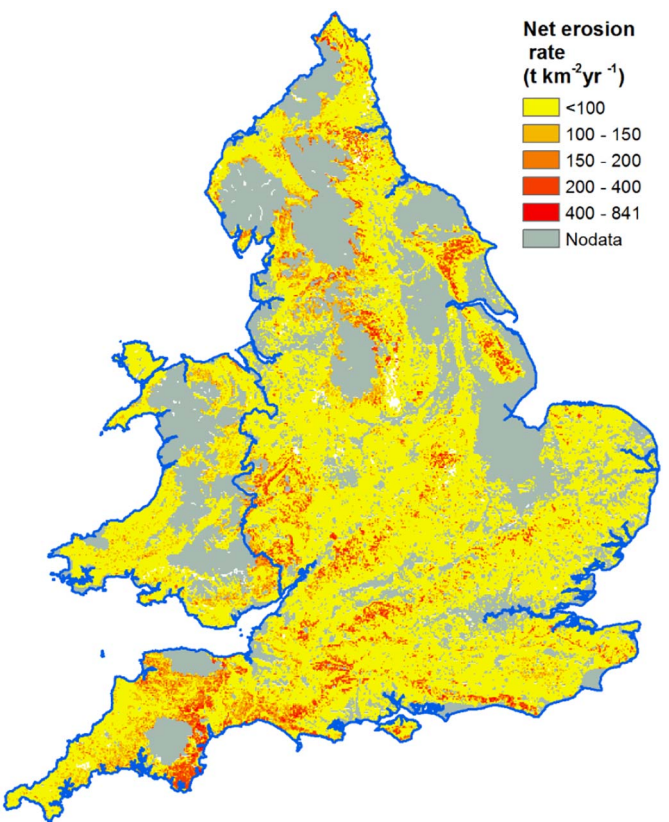 Net erosion
rate
(t km⁻²yr ⁻¹)
<100
100 - 150
150 - 200
200 - 400
400 - 841
Nodata